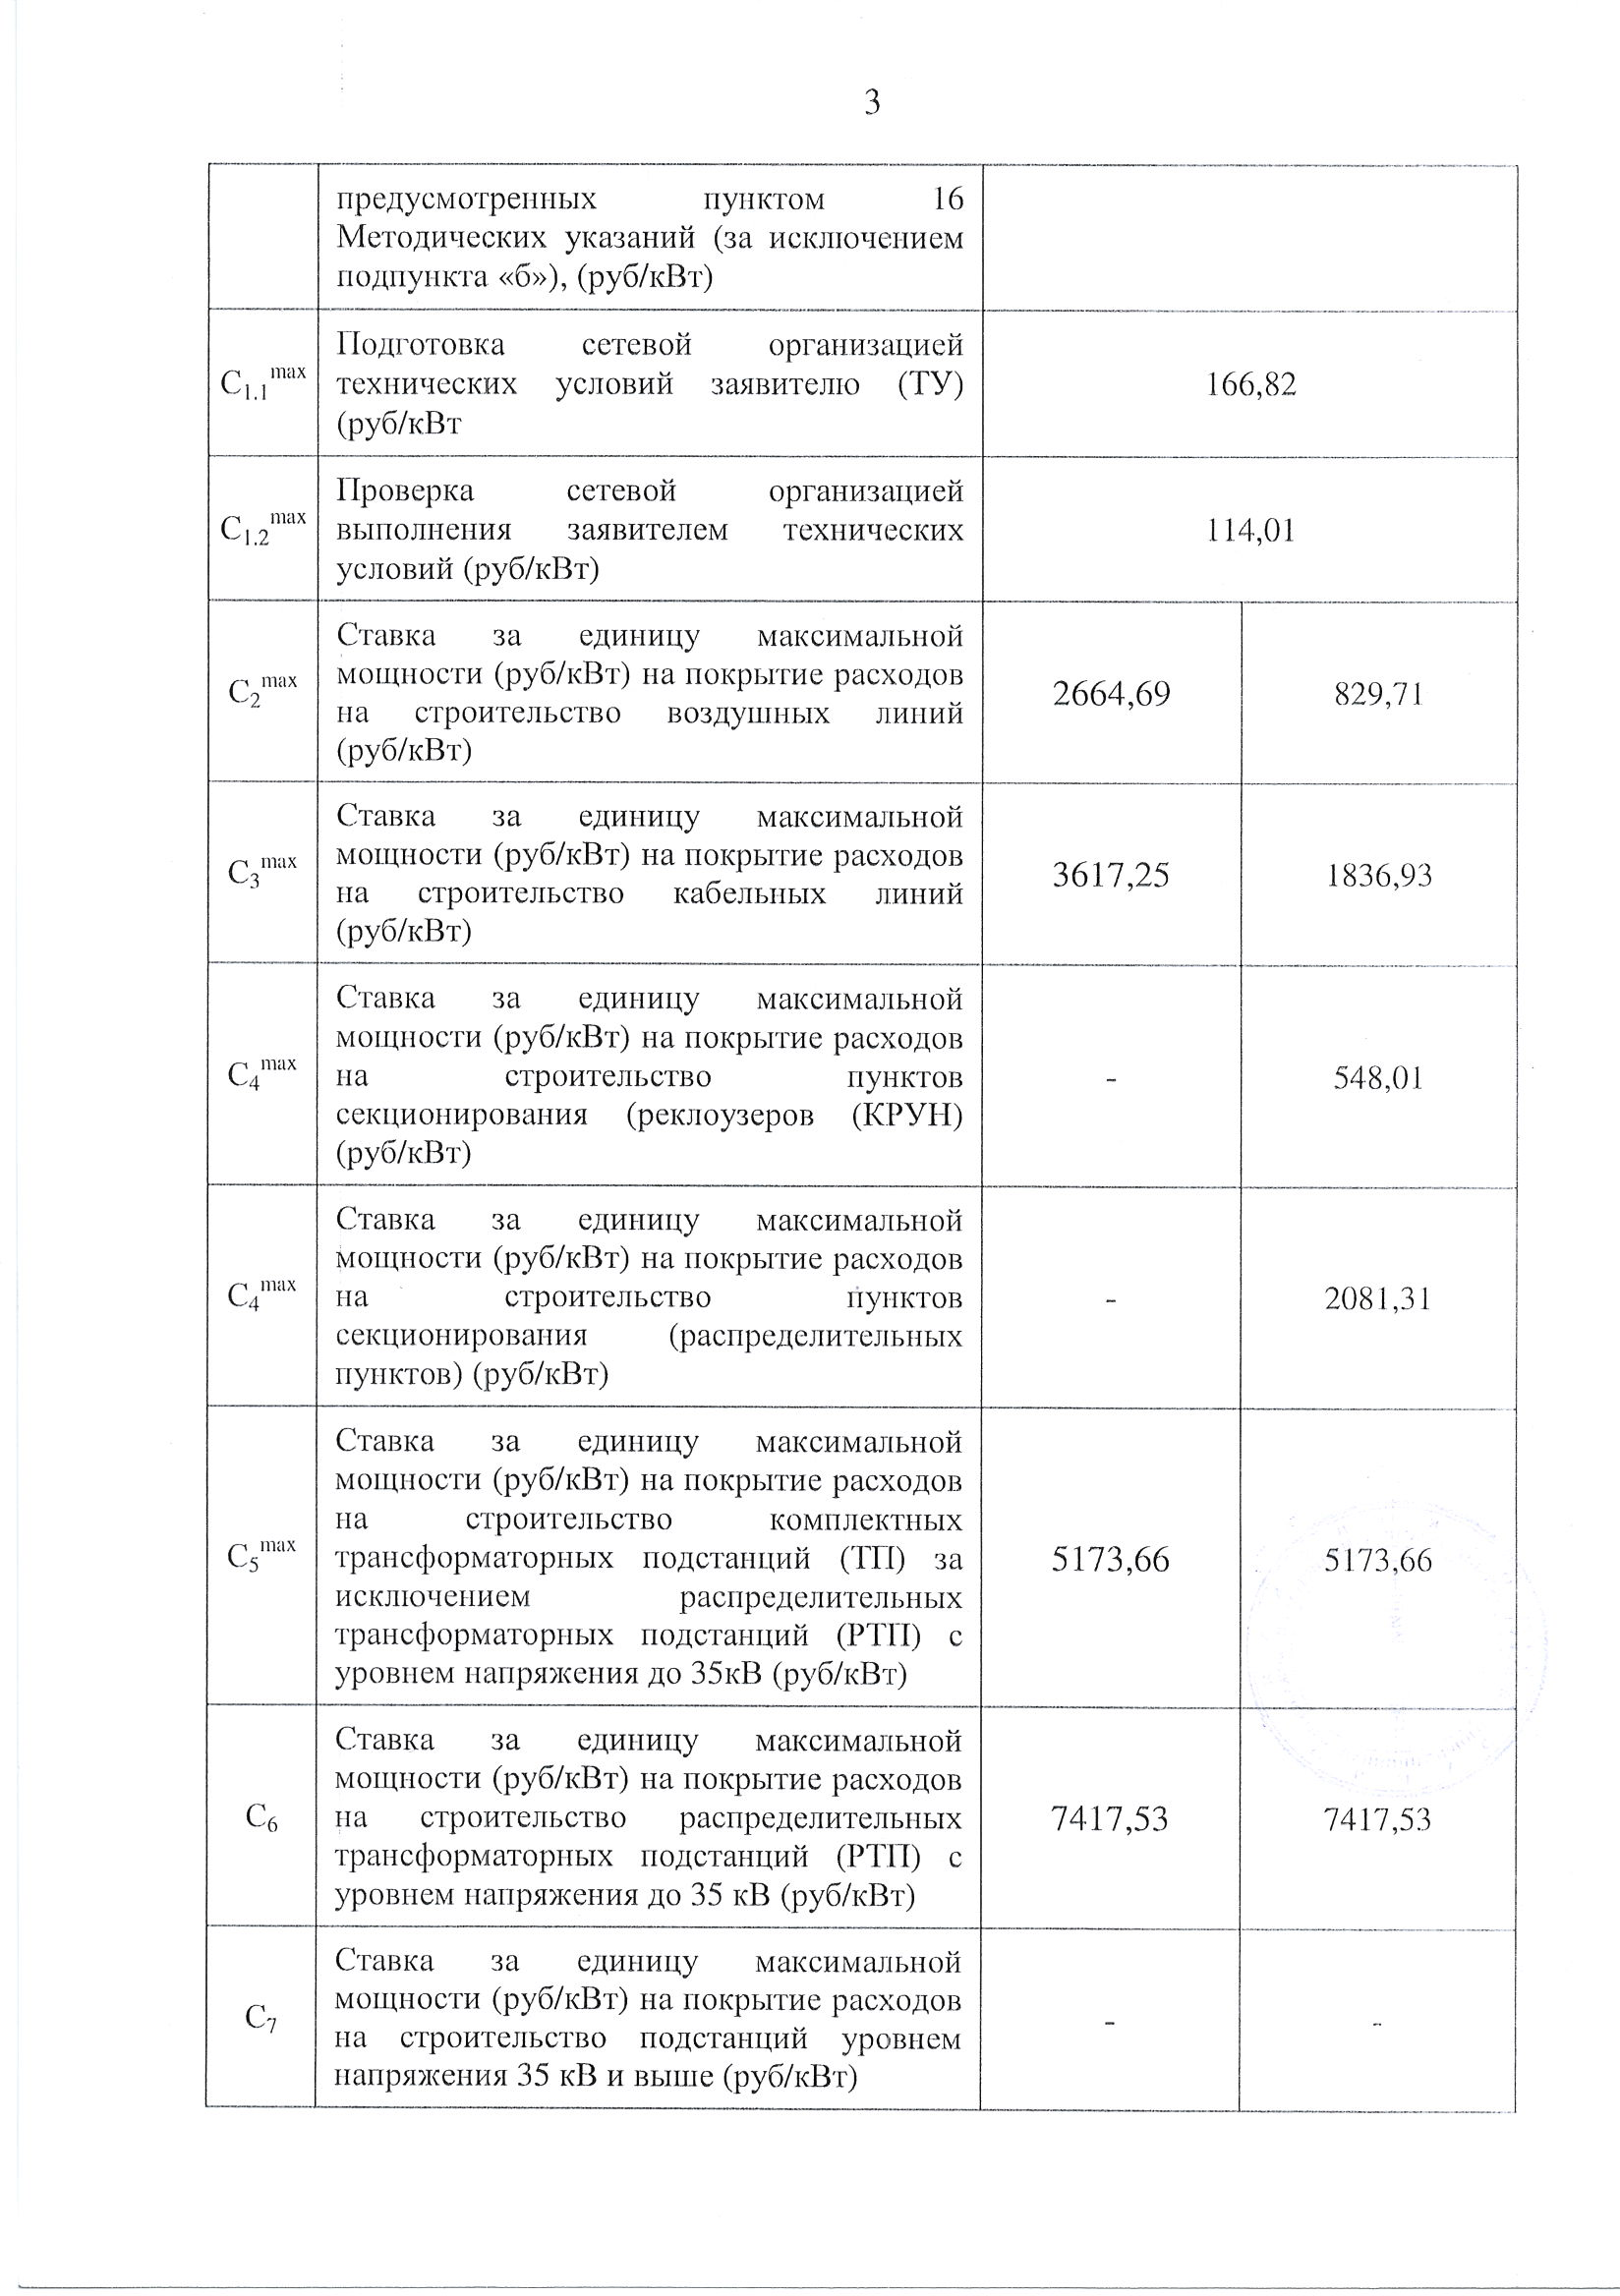 3
предусмотренных пунктом 16
Методических указаний (за исключением
подпункта «б»), (руб/кВт)
C1.1max
Подготовка сетевой организацией
технических условий заявителю (ТУ)
(руб/кВт
166,82
C1.2max
Проверка сетевой организацией
выполнения заявителем технических
условий (руб/кВт)
114,01
C2max
Ставка за единицу максимальной
мощности (руб/кВт) на покрытие расходов
на строительство воздушных линий
(руб/кВт)
2664,69
829,71
C3max
Ставка за единицу максимальной
мощности (руб/кВт) на покрытие расходов
на строительство кабельных линий
(руб/кВт)
3617,25
1836,93
C4max
Ставка за единицу максимальной
мощности (руб/кВт) на покрытие расходов
на строительство пунктов
секционирования (реклоузеров (КРУН)
(руб/кВт)
-
548,01
C4max
Ставка за единицу максимальной
мощности (руб/кВт) на покрытие расходов
на строительство пунктов
секционирования (распределительных
пунктов) (руб/кВт)
-
2081,31
C5max
Ставка за единицу максимальной
мощности (руб/кВт) на покрытие расходов
на строительство комплектных
трансформаторных подстанций (ТП) за
исключением распределительных
трансформаторных подстанций (РТП) с
уровнем напряжения до 35кВ (руб/кВт)
5173,66
5173,66
C6
Ставка за единицу максимальной
мощности (руб/кВт) на покрытие расходов
на строительство распределительных
трансформаторных подстанций (РТП) с
уровнем напряжения до 35 кВ (руб/кВт)
7417,53
7417,53
C7
Ставка за единицу максимальной
мощности (руб/кВт) на покрытие расходов
на строительство подстанций уровнем
напряжения 35 кВ и выше (руб/кВт)
-
-